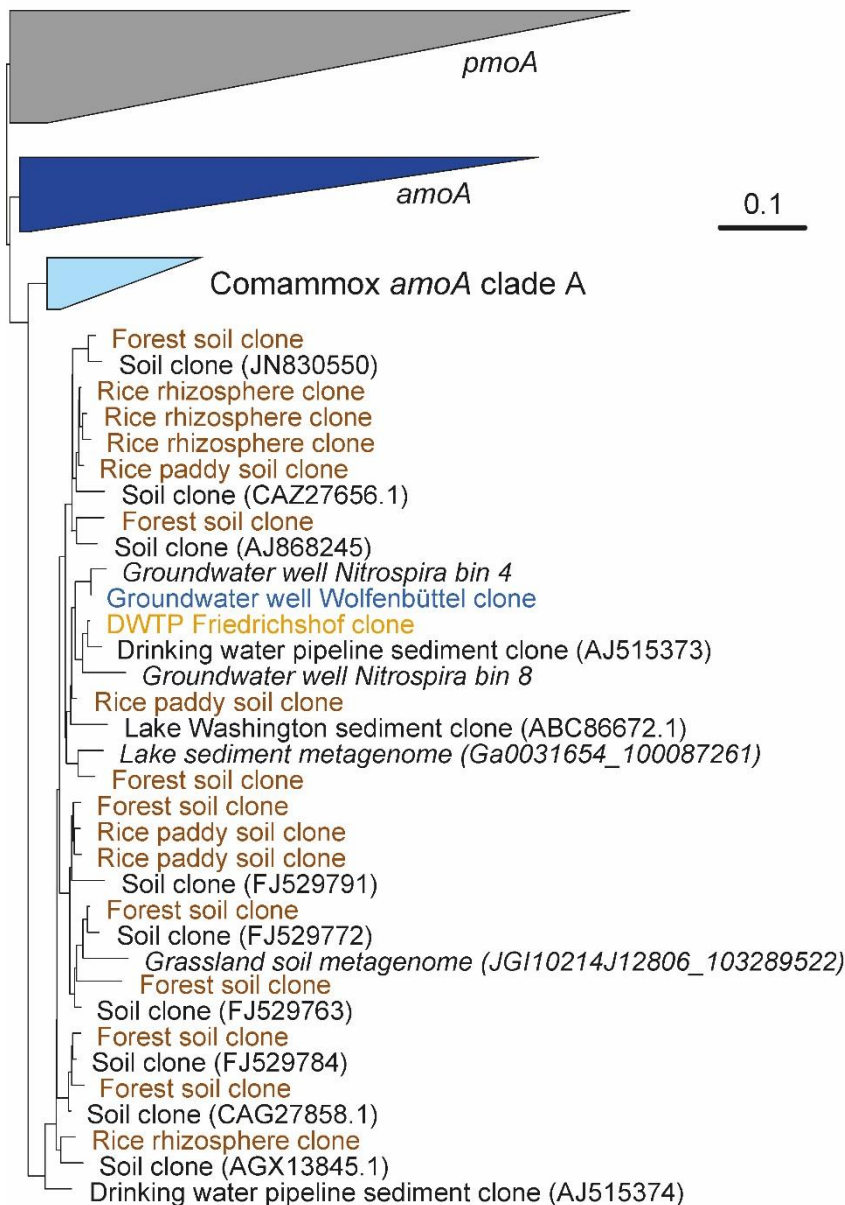 pmoA
amoA
0.1
Comammox amoA clade A
Forest soil clone
Soil clone (JN830550)
Rice rhizosphere clone
Rice rhizosphere clone
Rice rhizosphere clone
Rice paddy soil clone
Soil clone (CAZ27656.1)
Forest soil clone
Soil clone (AJ868245)
Groundwater well Nitrospira bin 4
Groundwater well Wolfenbüttel clone
DWTP Friedrichshof clone
Drinking water pipeline sediment clone (AJ515373)
Groundwater well Nitrospira bin 8
Rice paddy soil clone
Lake Washington sediment clone (ABC86672.1)
Lake sediment metagenome (Ga0031654_100087261)
Forest soil clone
Forest soil clone
Rice paddy soil clone
Rice paddy soil clone
Soil clone (FJ529791)
Forest soil clone
Soil clone (FJ529772)
Grassland soil metagenome (JGI10214J12806_103289522)
Forest soil clone
Soil clone (FJ529763)
Forest soil clone
Soil clone (FJ529784)
Forest soil clone
Soil clone (CAG27858.1)
Rice rhizosphere clone
Soil clone (AGX13845.1)
Drinking water pipeline sediment clone (AJ515374)